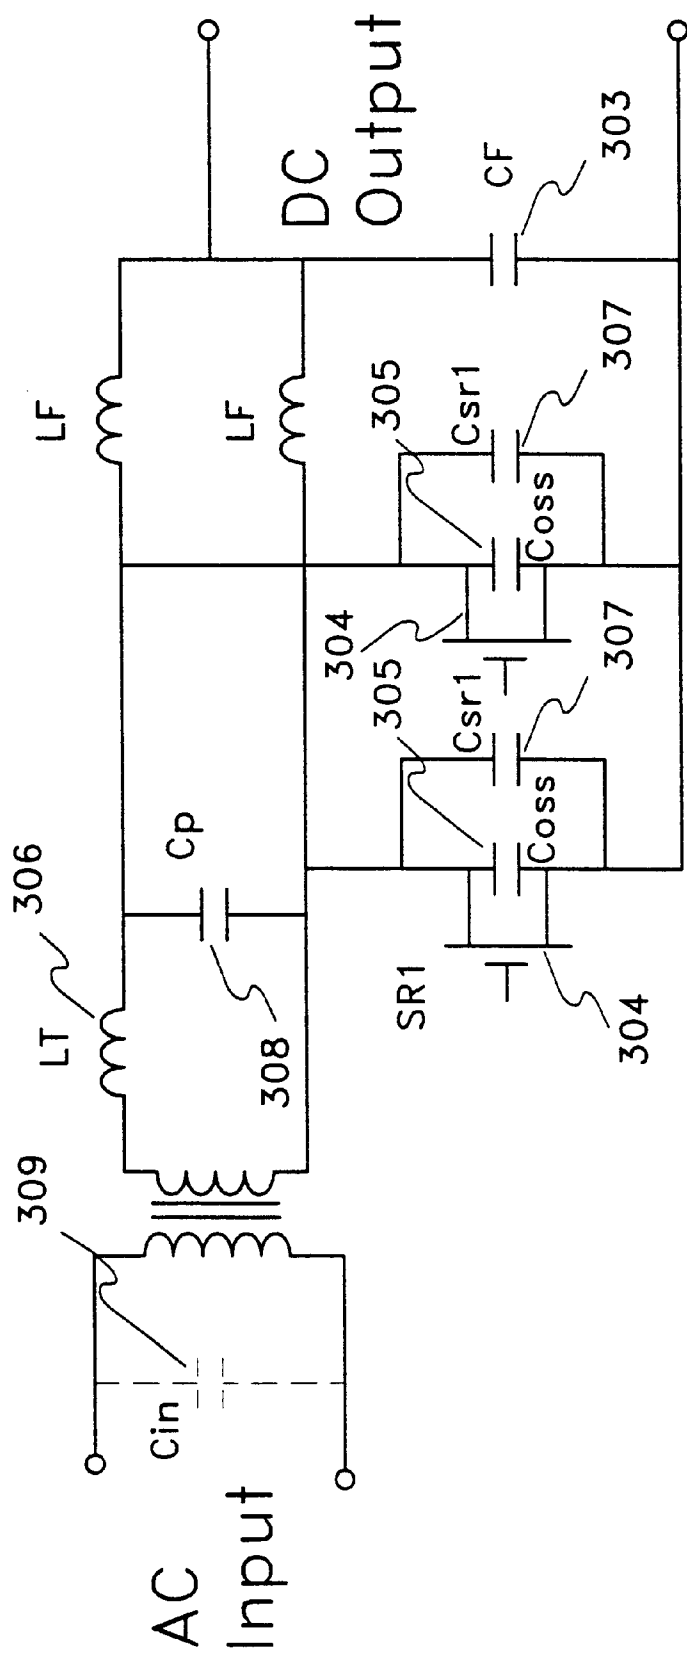 AC
Input
Cin
309
LT
306
308
Cp
LF
LF
SR1
304
305
Csr1
Coss
307
304
305
Csr1
Coss
307
CF
303
DC
Output